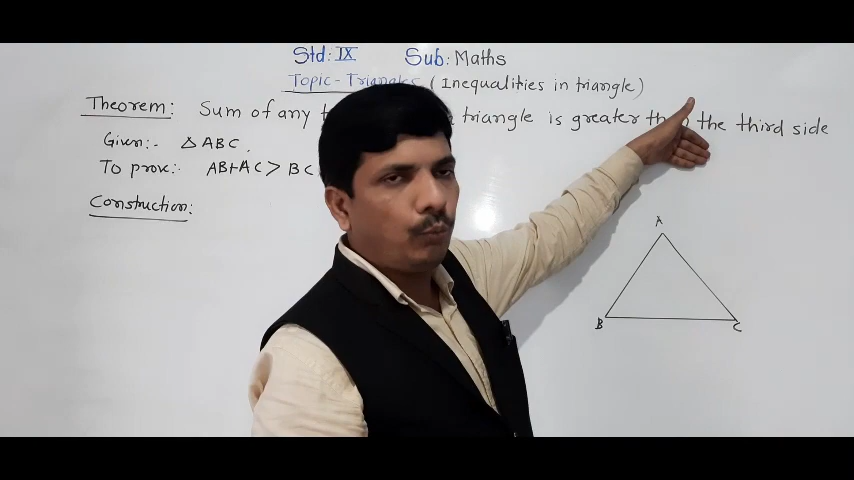 Std: IX Sub: Maths
Topic - Triangles (Inequalities in triangle)
Theorem: Sum of any triangle is greater the third side
Given:- △ ABC.
To prove:- AB+AC > BC
Construction:
A
B
C